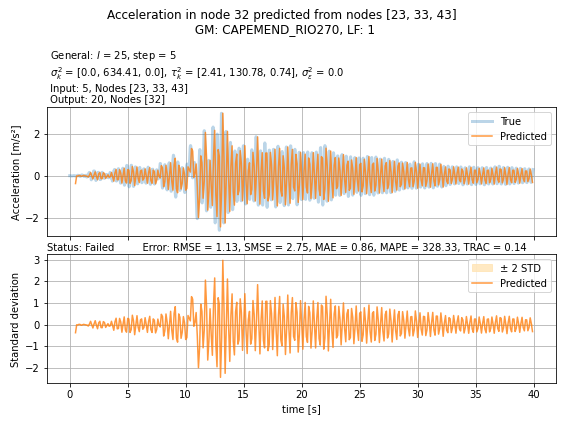 Acceleration in node 32 predicted from nodes [23, 33, 43]
GM: CAPEMEND_RIO270, LF: 1
General: l = 25, step = 5
σ²ₖ = [0.0, 634.41, 0.0], τ²ₖ = [2.41, 130.78, 0.74], σ²ₑ = 0.0
Input: 5, Nodes [23, 33, 43]
Output: 20, Nodes [32]
True
Predicted
Acceleration [m/s²]
2
0
−2
Status: Failed Error: RMSE = 1.13, SMSE = 2.75, MAE = 0.86, MAPE = 328.33, TRAC = 0.14
± 2 STD
Predicted
Standard deviation
3
2
1
0
−1
−2
0 5 10 15 20 25 30 35 40
time [s]